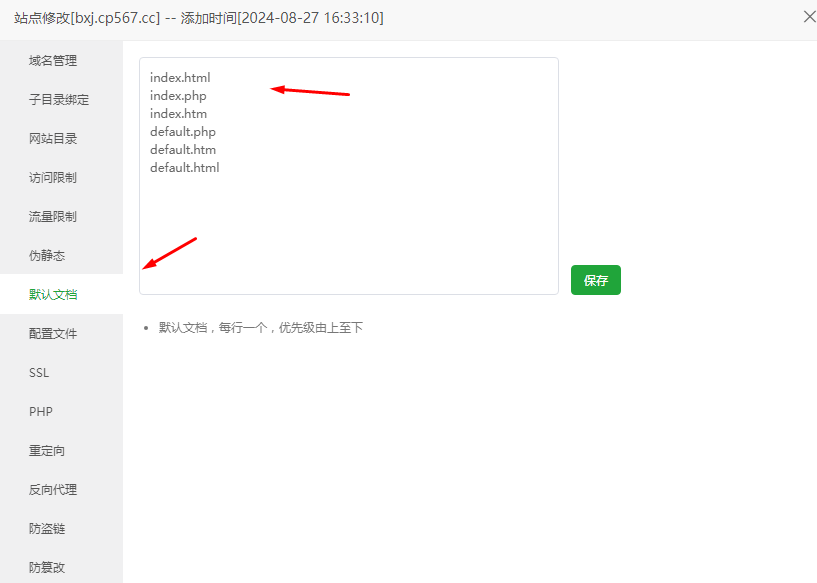 站点修改[bxj.cp567.cc] -- 添加时间[2024-08-27 16:33:10]
域名管理
子目录绑定
网站目录
访问限制
流量限制
伪静态
默认文档
配置文件
SSL
PHP
重定向
反向代理
防盗链
防篡改
index.html
index.php
index.htm
default.php
default.htm
default.html
保存
默认文档，每行一个，优先级由上至下